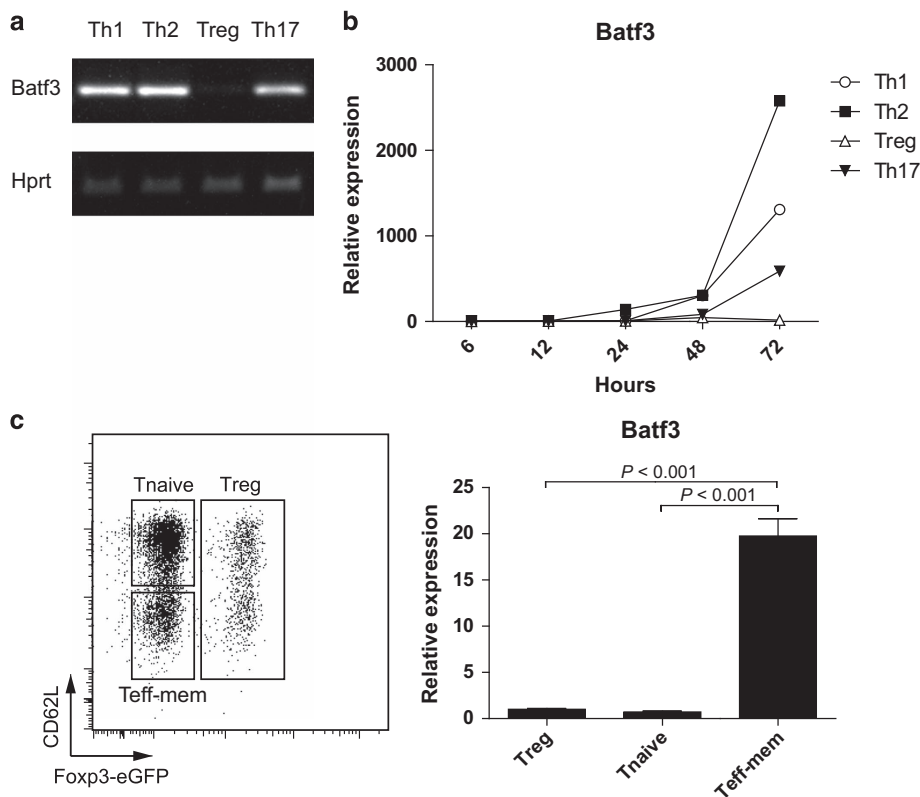 a
Th1 Th2 Treg Th17
Batf3
Hprt
b
Batf3
Relative expression
3000
2000
1000
0
6 12 24 48 72
Hours
Th1
Th2
Treg
Th17
c
Tnaive Treg
Teff-mem
CD62L
Foxp3-eGFP
Batf3
P < 0.001
P < 0.001
Relative expression
25
20
15
10
5
0
Treg Tnaive Teff-mem